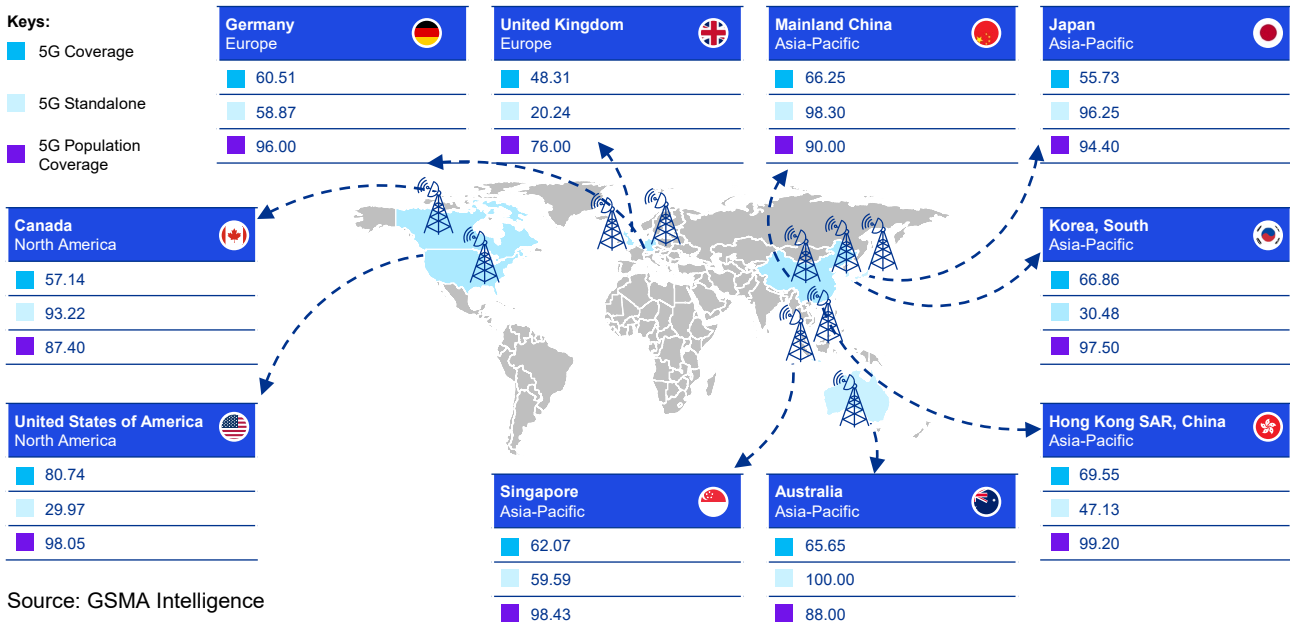 Keys:
5G Coverage
5G Standalone
5G Population
Coverage
Germany
Europe
60.51
58.87
96.00
United Kingdom
Europe
48.31
20.24
76.00
Mainland China
Asia-Pacific
66.25
98.30
90.00
Japan
Asia-Pacific
55.73
96.25
94.40
Canada
North America
57.14
93.22
87.40
Korea, South
Asia-Pacific
66.86
30.48
97.50
United States of America
North America
80.74
29.97
98.05
Singapore
Asia-Pacific
62.07
59.59
98.43
Australia
Asia-Pacific
65.65
100.00
88.00
Hong Kong SAR, China
Asia-Pacific
69.55
47.13
99.20
Source: GSMA Intelligence